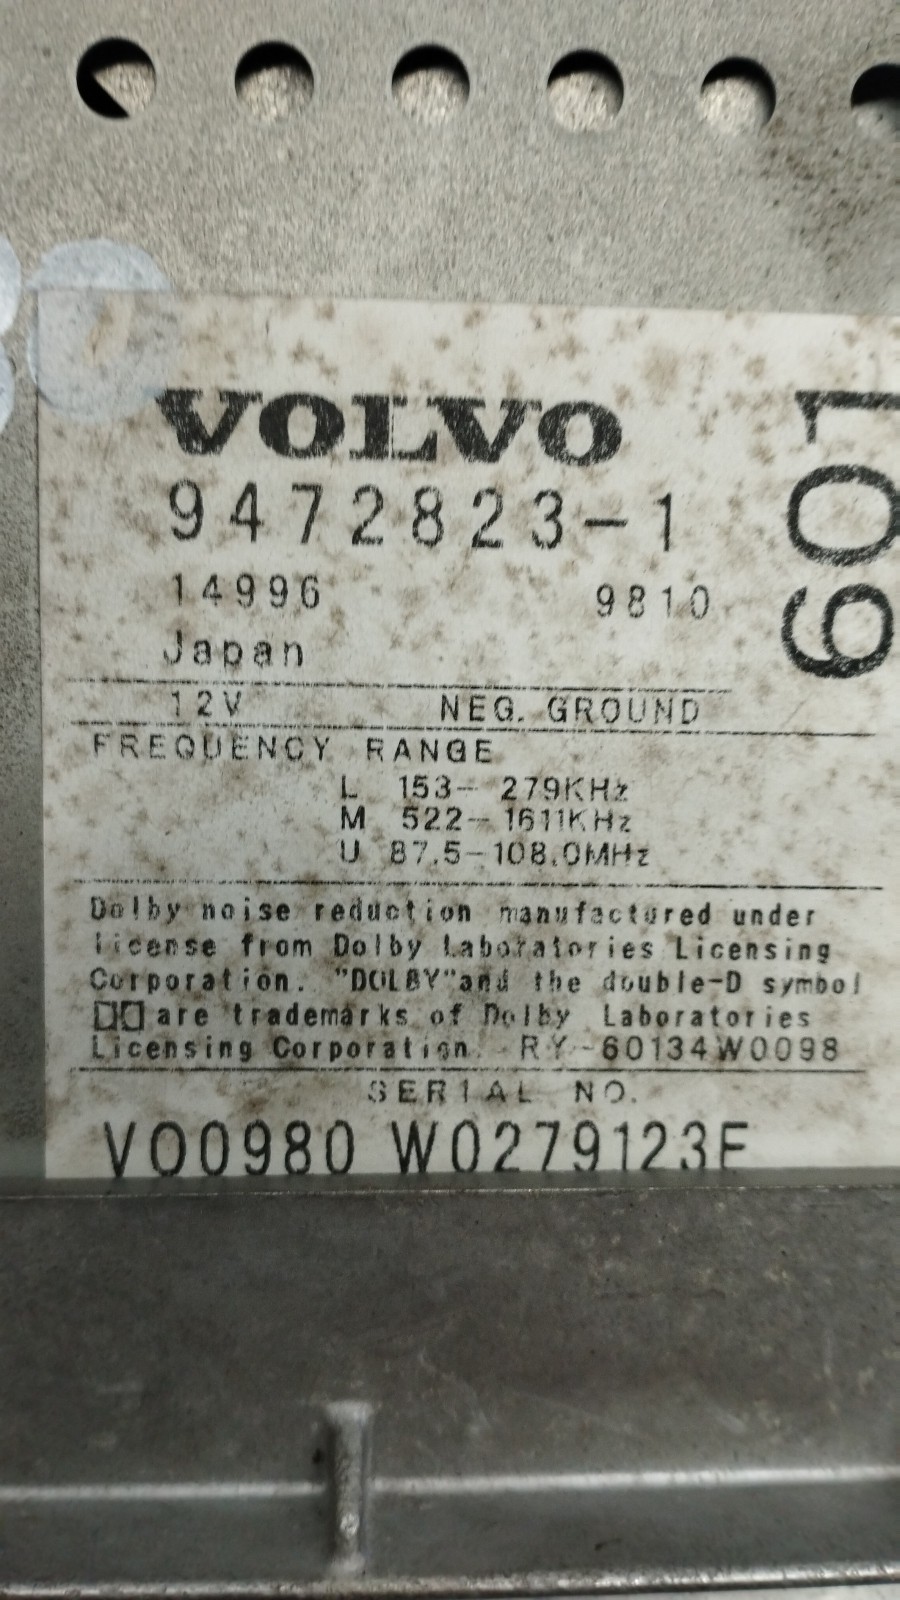 VOLVO
9472823-1
14996 9810
Japan
12V NEG. GROUND
FREQUENCY RANGE
L 153- 279KHz
M 522- 1611KHz
U 87.5-108.0MHz
Dolby noise reduction manufactured under
license from Dolby Laboratories Licensing
Corporation. "DOLBY"and the double-D symbol
are trademarks of Dolby Laboratories
Licensing Corporation. RY-60134W0098
SERIAL NO.
VO0980 W0279123E
601